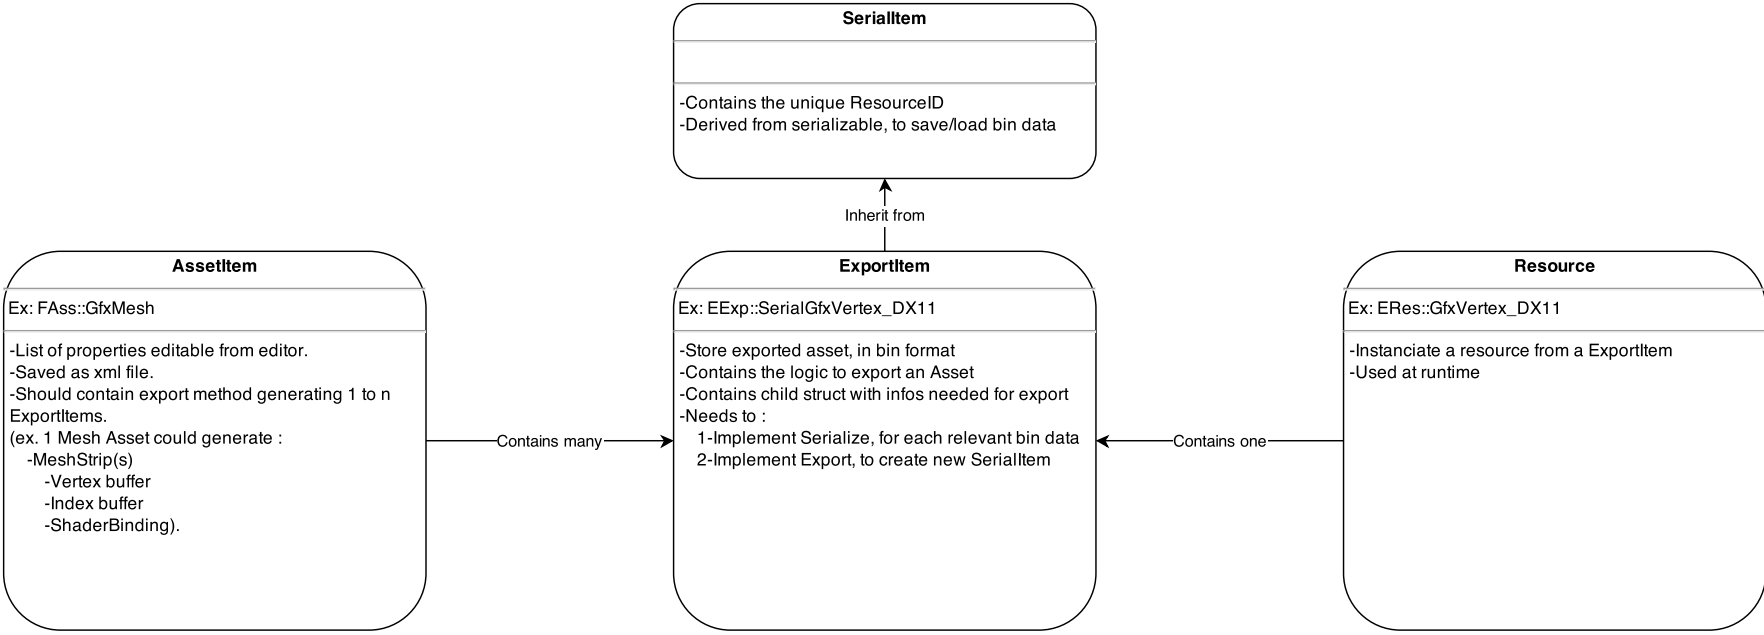 SerialItem
-Contains the unique ResourceID
-Derived from serializable, to save/load bin data
Inherit from
AssetItem
Ex: FAss::GfxMesh
-List of properties editable from editor.
-Saved as xml file.
-Should contain export method generating 1 to n
ExportItems.
(ex. 1 Mesh Asset could generate :
-MeshStrip(s)
-Vertex buffer
-Index buffer
-ShaderBinding).
Contains many
ExportItem
Ex: EExp::SerialGfxVertex_DX11
-Store exported asset, in bin format
-Contains the logic to export an Asset
-Contains child struct with infos needed for export
-Needs to :
1-Implement Serialize, for each relevant bin data
2-Implement Export, to create new SerialItem
Contains one
Resource
Ex: ERes::GfxVertex_DX11
-Instanciate a resource from a ExportItem
-Used at runtime